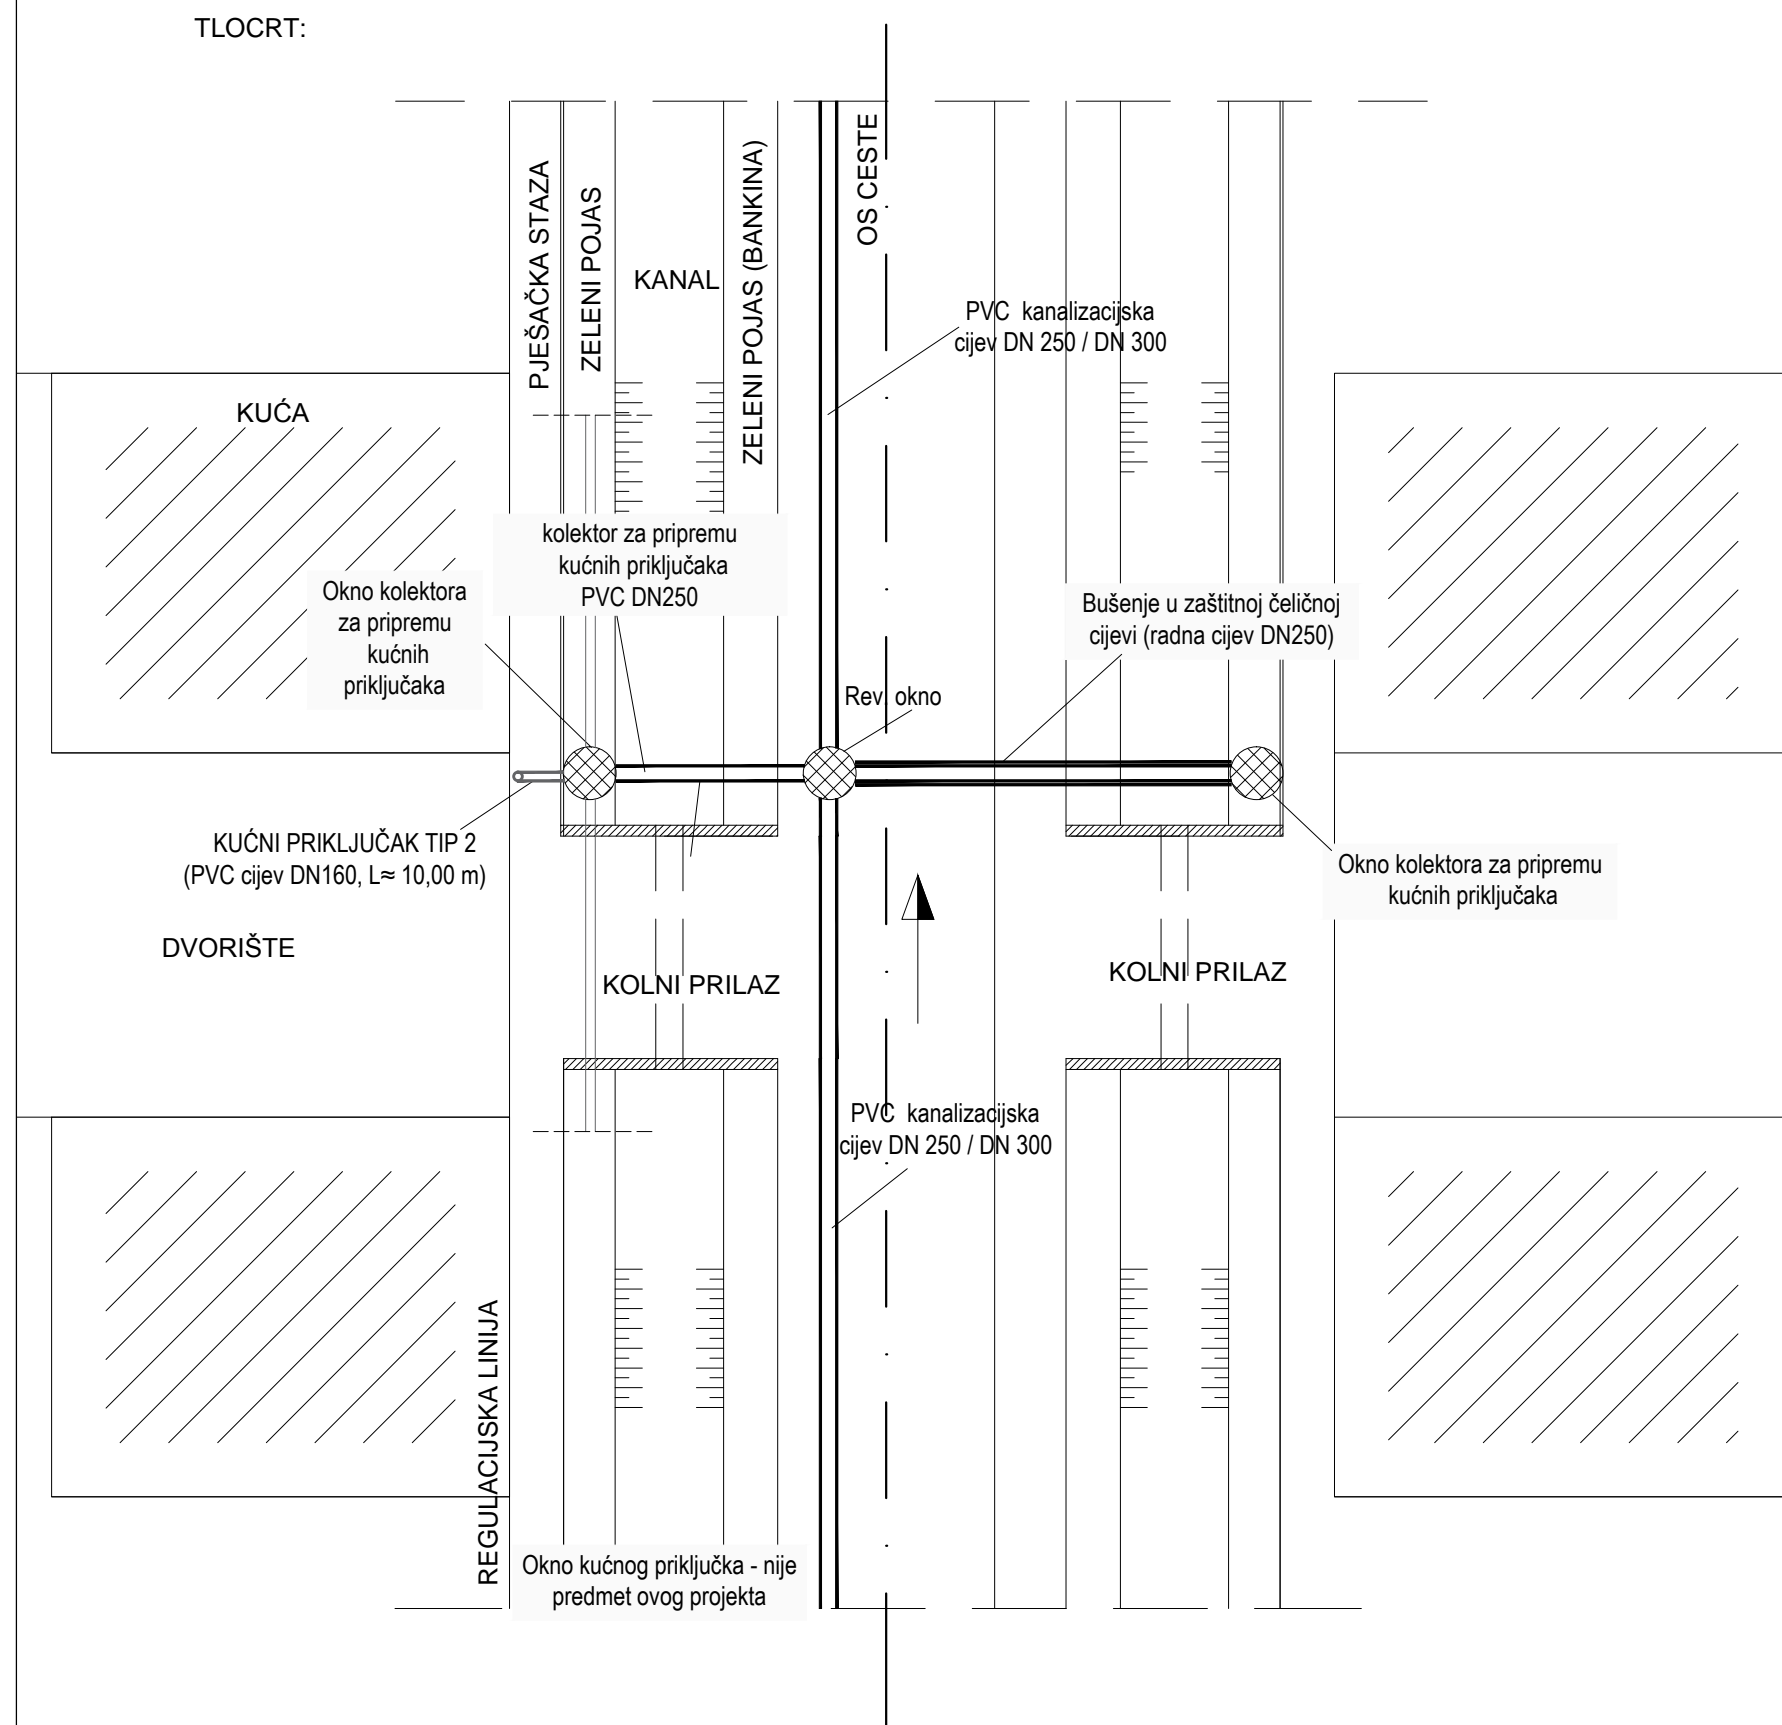 TLOCRT:
PJEŠAČKA STAZA
ZELENI POJAS
KANAL
ZELENI POJAS (BANKINA)
OS CESTE
PVC kanalizacijska
cijev DN 250 / DN 300
KUĆA
kolektor za pripremu
kućnih priključaka
PVC DN250
Okno kolektora
za pripremu
kućnih
priključaka
Bušenje u zaštitnoj čeličnoj
cijevi (radna cijev DN250)
Rev. okno
KUĆNI PRIKLJUČAK TIP 2
(PVC cijev DN160, L≈ 10,00 m)
Okno kolektora za pripremu
kućnih priključaka
DVORIŠTE
KOLNI PRILAZ
KOLNI PRILAZ
PVC kanalizacijska
cijev DN 250 / DN 300
REGULACIJSKA LINIJA
Okno kućnog priključka - nije
predmet ovog projekta